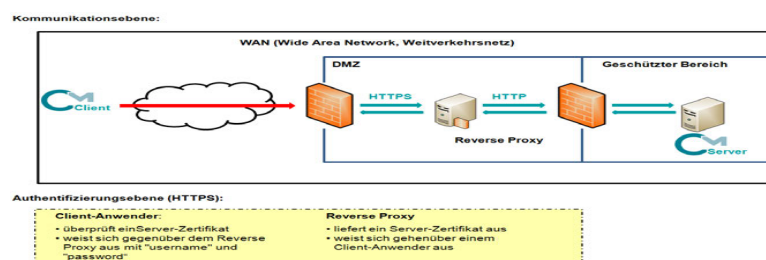 Kommunikationsebene:
WAN (Wide Area Network, Weitverkehrsnetz)
DMZ
Geschützter Bereich
CM Client
HTTPS
HTTP
Reverse Proxy
CM Server
Authentifizierungsebene (HTTPS):
Client-Anwender:
• überprüft einServer-Zertifikat
• weist sich gegenüber dem Reverse
Proxy aus mit "username" und
"password"
Reverse Proxy
• liefert ein Server-Zertifikat aus
• weist sich gehenüber einem
Client-Anwender aus